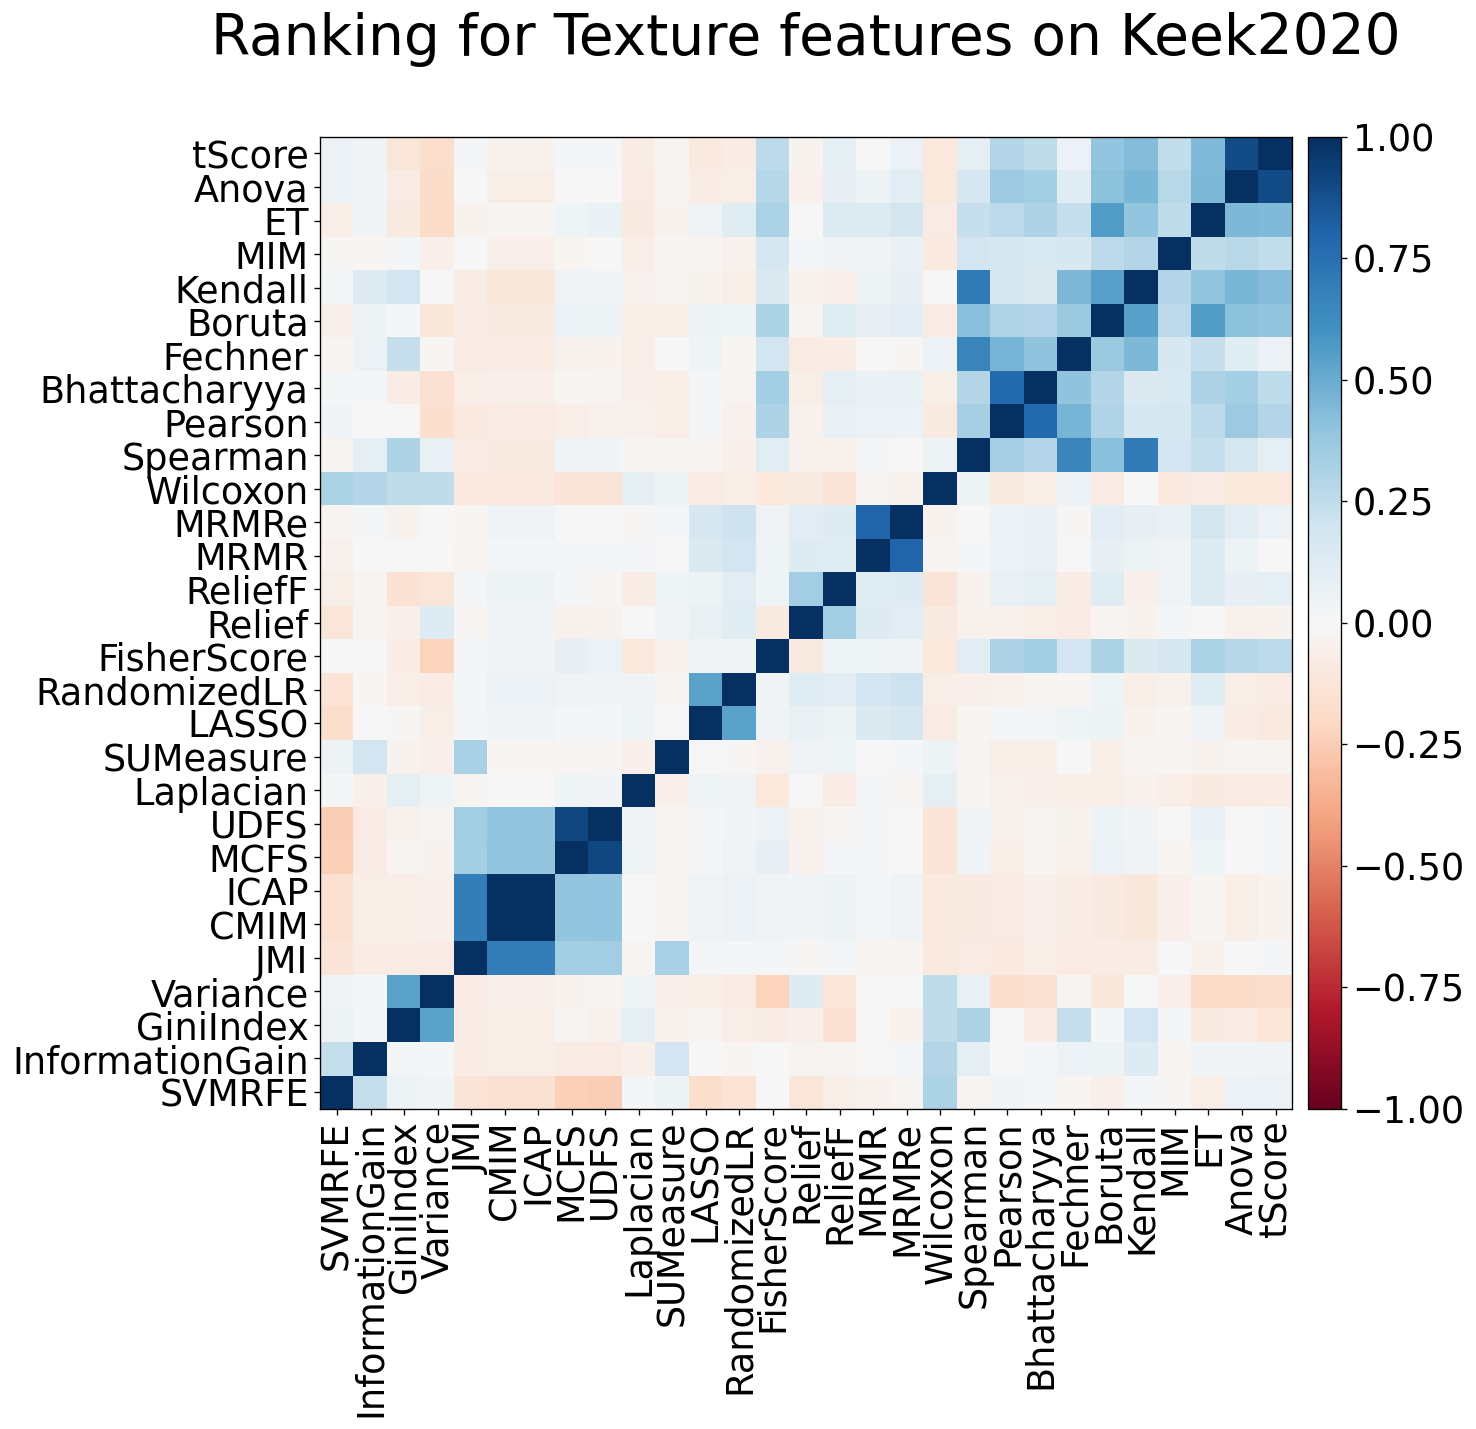 Ranking for Texture features on Keek2020
tScore
Anova
ET
MIM
Kendall
Boruta
Fechner
Bhattacharyya
Pearson
Spearman
Wilcoxon
MRMRe
MRMR
ReliefF
Relief
FisherScore
RandomizedLR
LASSO
SUMeasure
Laplacian
UDFS
MCFS
ICAP
CMIM
JMI
Variance
GiniIndex
InformationGain
SVMRFE
SVMRFE
InformationGain
GiniIndex
Variance
JMI
CMIM
ICAP
MCFS
UDFS
Laplacian
SUMeasure
LASSO
RandomizedLR
FisherScore
Relief
ReliefF
MRMR
MRMRe
Wilcoxon
Spearman
Pearson
Bhattacharyya
Fechner
Boruta
Kendall
MIM
ET
Anova
tScore
1.00
0.75
0.50
0.25
0.00
−0.25
−0.50
−0.75
−1.00